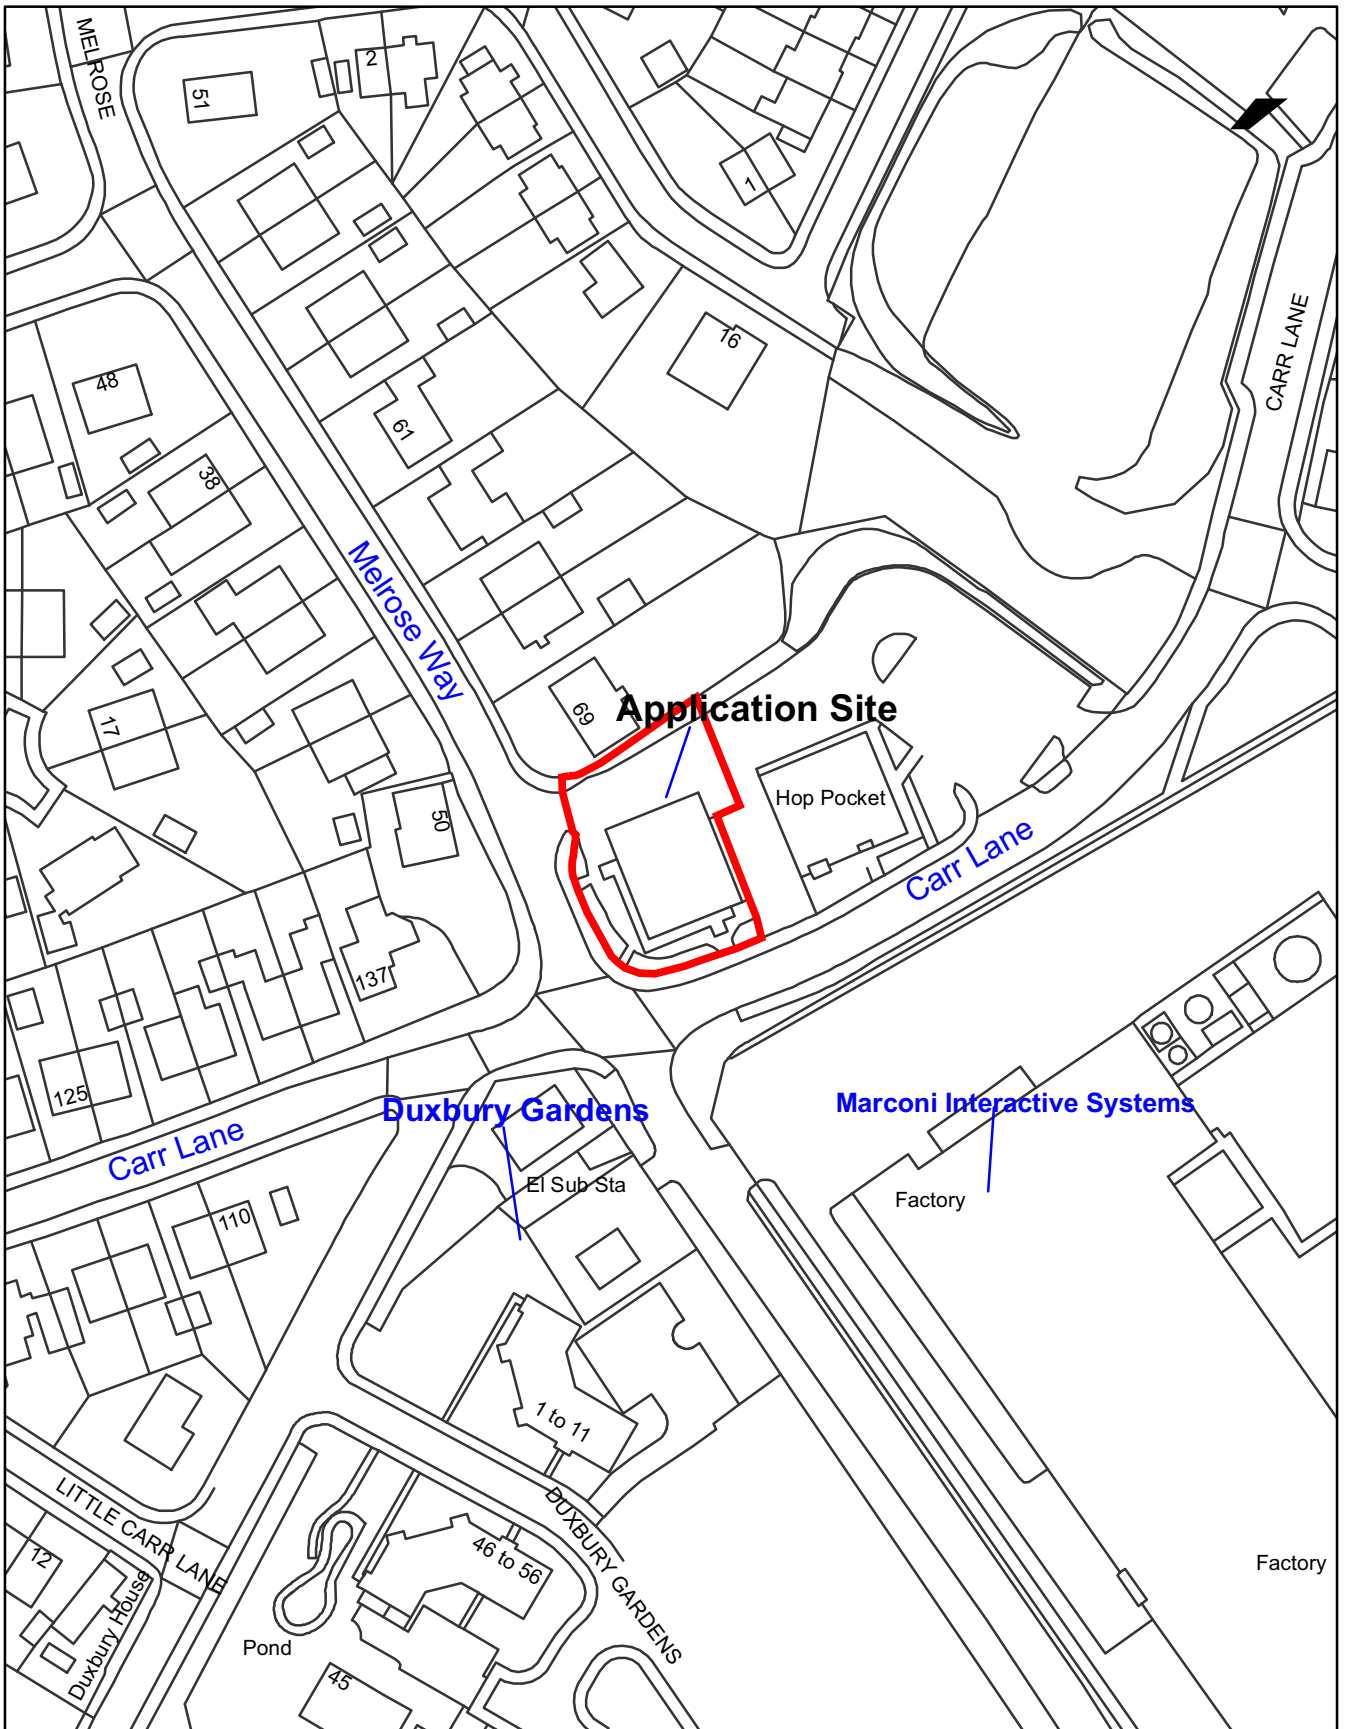 MELROSE
2
51
1
CARR LANE
16
48
61
38
Melrose Way
69
Application Site
17
Hop Pocket
50
Carr Lane
137
125
Duxbury Gardens
Marconi Interactive Systems
Carr Lane
El Sub Sta
Factory
110
1 to 11
LITTLE CARR LANE
DUXBURY GARDENS
46 to 56
12
Factory
Duxbury House
Pond
45